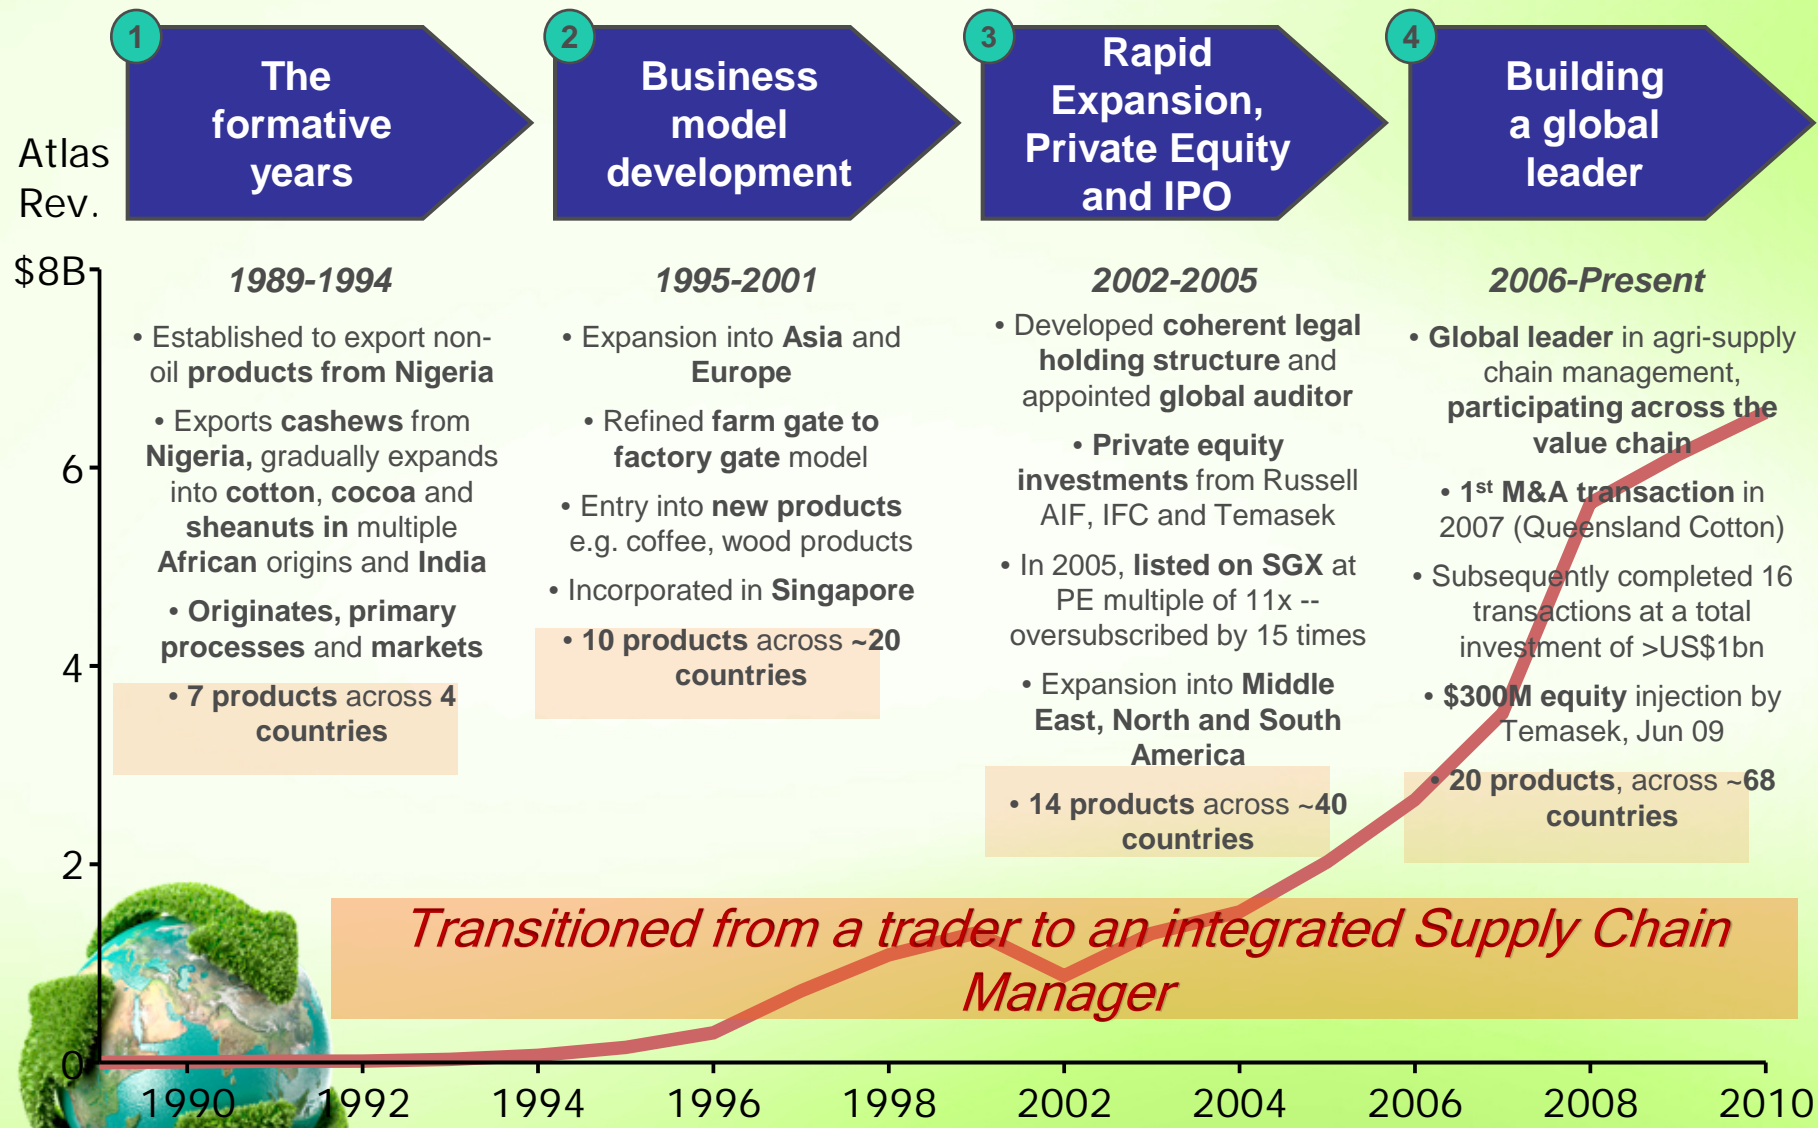 1
The
formative
years
2
Business
model
development
3
Rapid
Expansion,
Private Equity
and IPO
4
Building
a global
leader
Atlas
Rev.
$8B
6
4
2
0
1989-1994
• Established to export non-
oil products from Nigeria
• Exports cashews from
Nigeria, gradually expands
into cotton, cocoa and
sheanuts in multiple
African origins and India
• Originates, primary
processes and markets
• 7 products across 4
countries
1995-2001
• Expansion into Asia and
Europe
• Refined farm gate to
factory gate model
• Entry into new products
e.g. coffee, wood products
• Incorporated in Singapore
• 10 products across ~20
countries
2002-2005
• Developed coherent legal
holding structure and
appointed global auditor
• Private equity
investments from Russell
AIF, IFC and Temasek
• In 2005, listed on SGX at
PE multiple of 11x --
oversubscribed by 15 times
• Expansion into Middle
East, North and South
America
• 14 products across ~40
countries
2006-Present
• Global leader in agri-supply
chain management,
participating across the
value chain
• 1st M&A transaction in
2007 (Queensland Cotton)
• Subsequently completed 16
transactions at a total
investment of >US$1bn
• $300M equity injection by
Temasek, Jun 09
• 20 products, across ~68
countries
Transitioned from a trader to an integrated Supply Chain
Manager
1990 1992 1994 1996 1998 2002 2004 2006 2008 2010